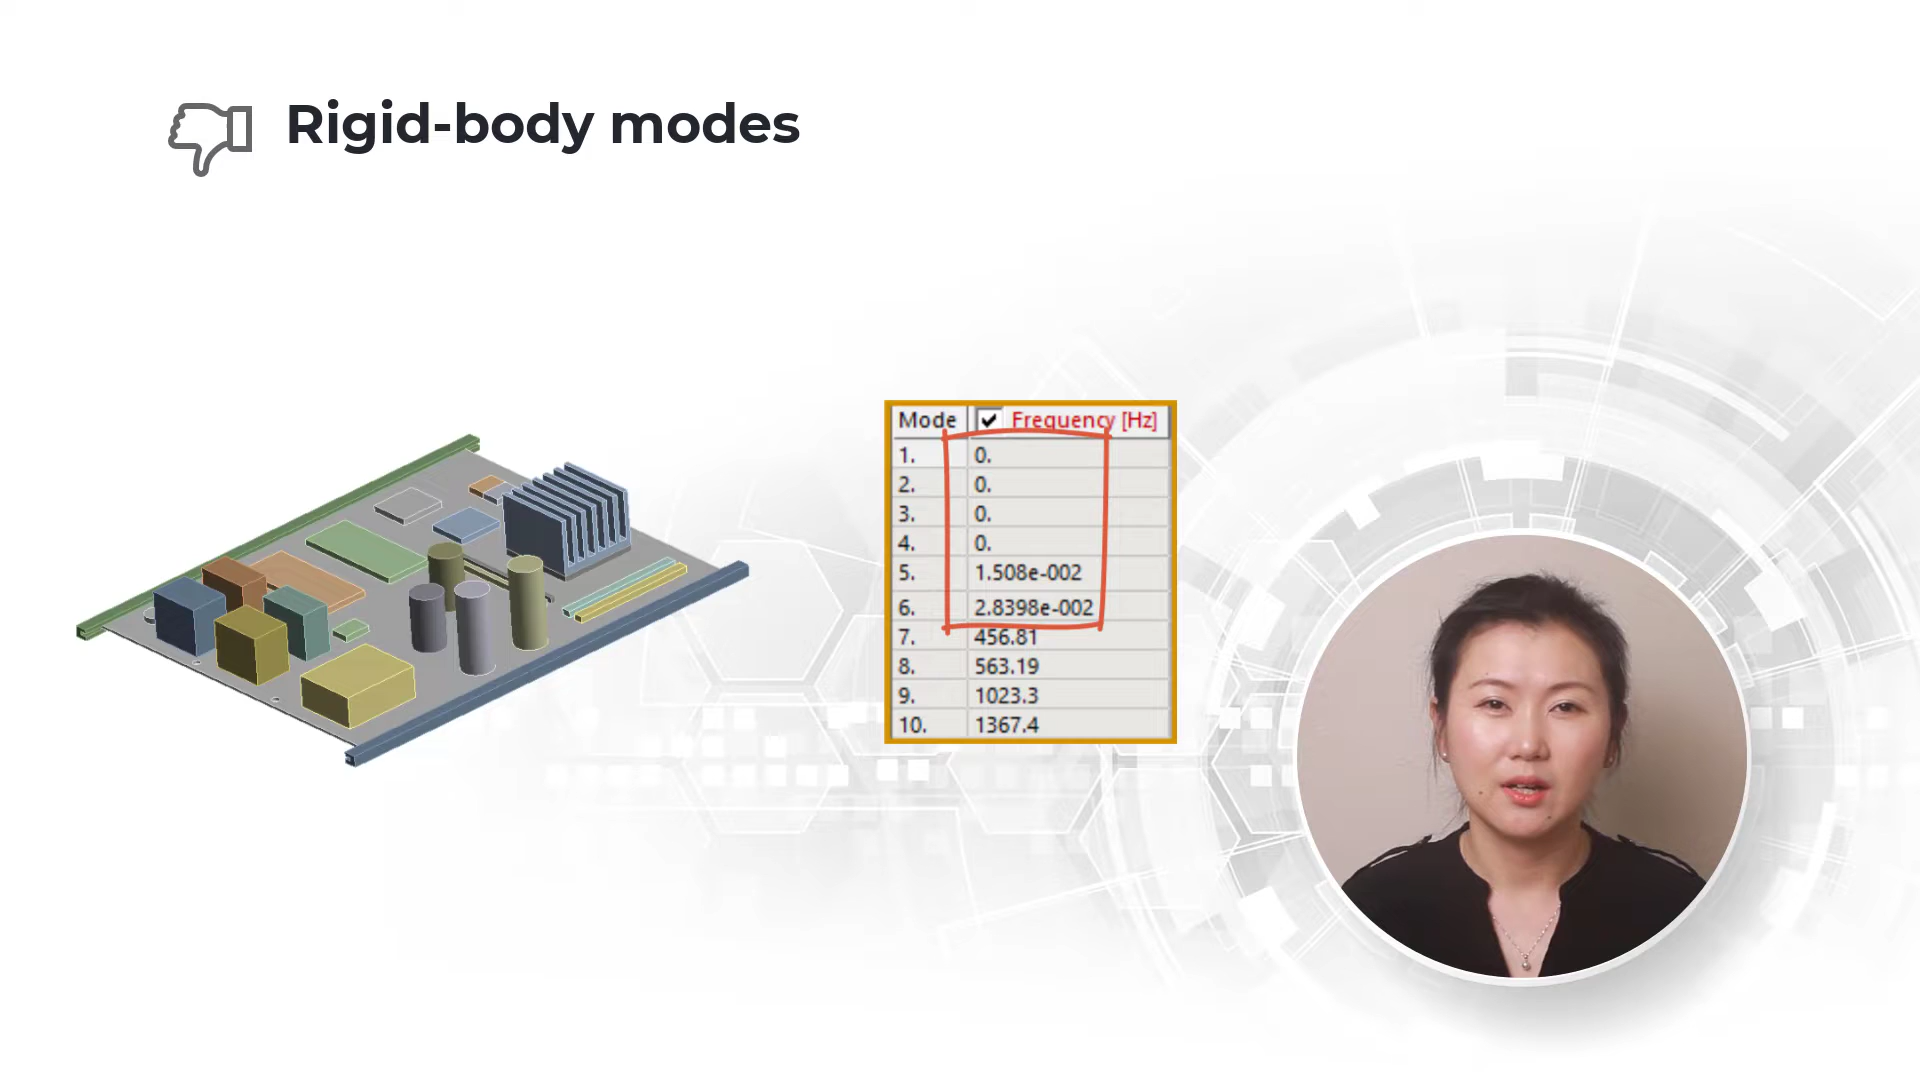 Rigid-body modes
Mode Frequency [Hz]
1. 0.
2. 0.
3. 0.
4. 0.
5. 1.508e-002
6. 2.8398e-002
7. 456.81
8. 563.19
9. 1023.3
10. 1367.4